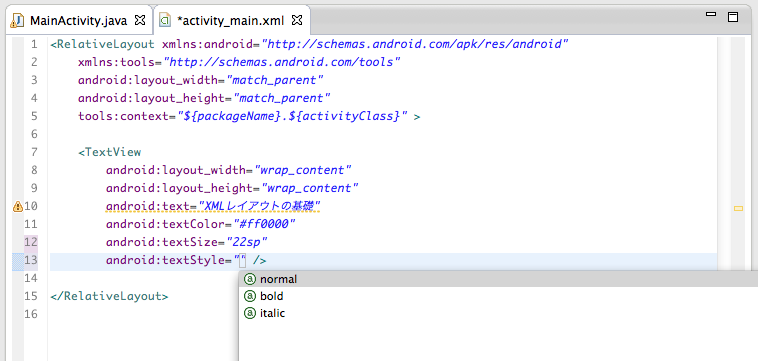 MainActivity.java
*activity_main.xml
1 <RelativeLayout xmlns:android="http://schemas.android.com/apk/res/android"
2 xmlns:tools="http://schemas.android.com/tools"
3 android:layout_width="match_parent"
4 android:layout_height="match_parent"
5 tools:context="${packageName}.${activityClass}" >
6
7 <TextView
8 android:layout_width="wrap_content"
9 android:layout_height="wrap_content"
10 android:text="XMLレイアウトの基礎"
11 android:textColor="#ff0000"
12 android:textSize="22sp"
13 android:textStyle="" />
14
15 </RelativeLayout>
16
normal
bold
italic